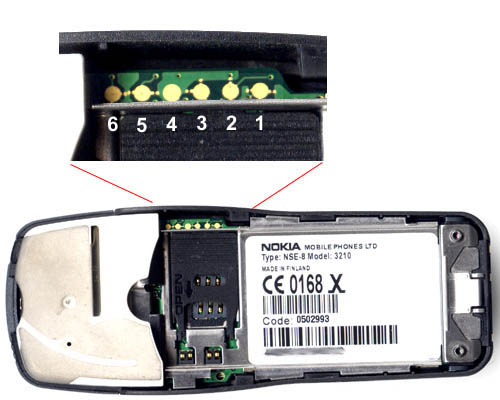 6 5 4 3 2 1
NOKIA MOBILE PHONES LTD
Type: NSE-8 Model: 3210
MADE IN FINLAND
CE 0168 X
Code: 0502993
OPEN